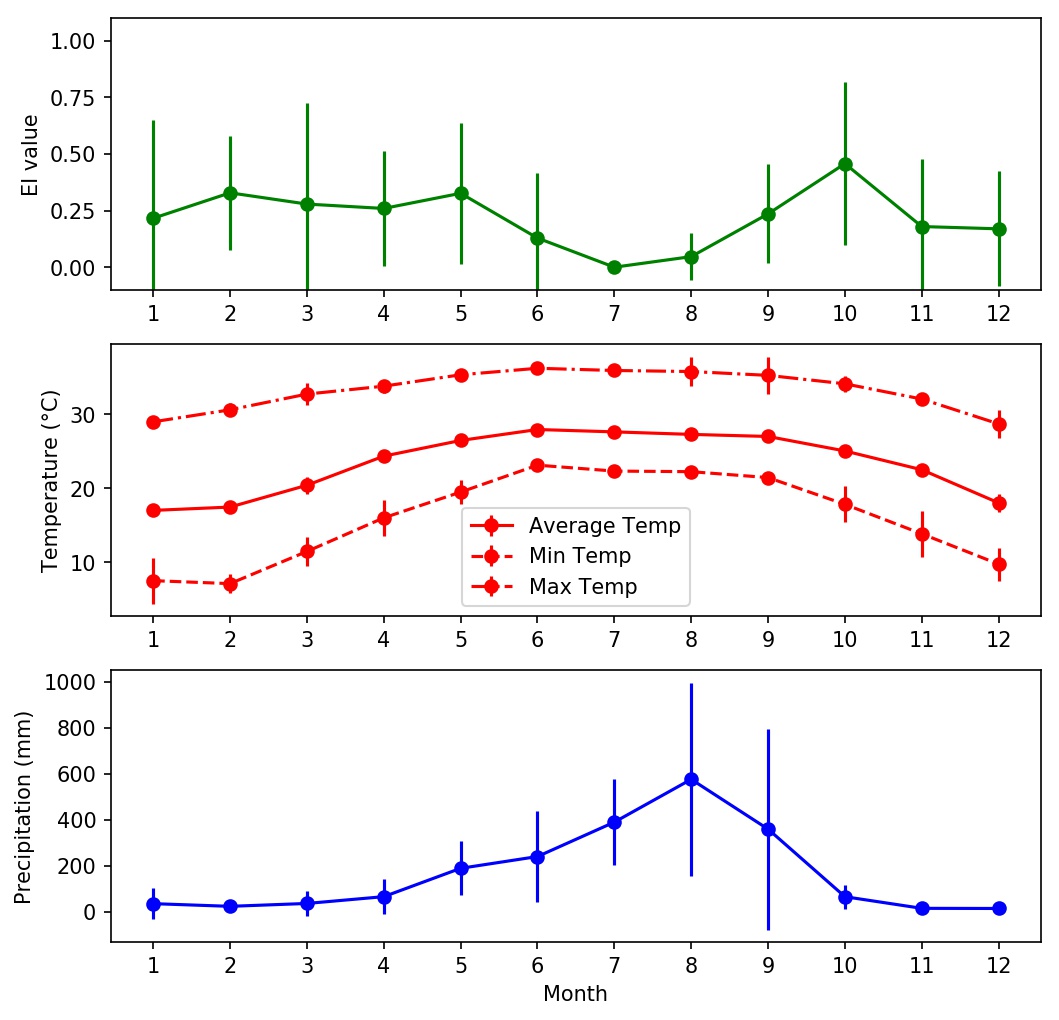 EI value
1.00
0.75
0.50
0.25
0.00
1 2 3 4 5 6 7 8 9 10 11 12
Temperature (°C)
30
20
10
Average Temp
Min Temp
Max Temp
1 2 3 4 5 6 7 8 9 10 11 12
Precipitation (mm)
1000
800
600
400
200
0
1 2 3 4 5 6 7 8 9 10 11 12
Month